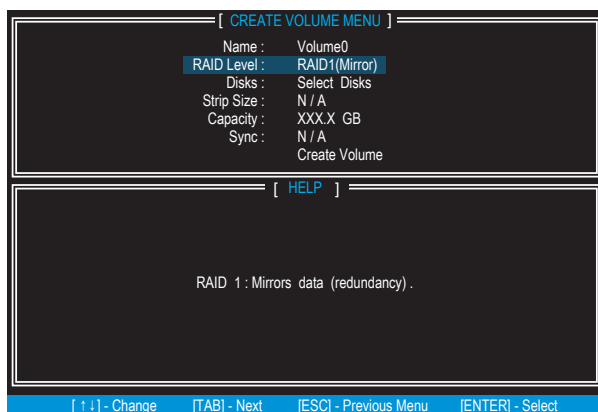 [ CREATE VOLUME MENU ]
Name : Volume0
RAID Level : RAID1(Mirror)
Disks : Select Disks
Strip Size : N / A
Capacity : XXX.X GB
Sync : N / A
Create Volume
[ HELP ]
RAID 1 : Mirrors data (redundancy) .
[ ↑↓] - Change [TAB] - Next [ESC] - Previous Menu [ENTER] - Select